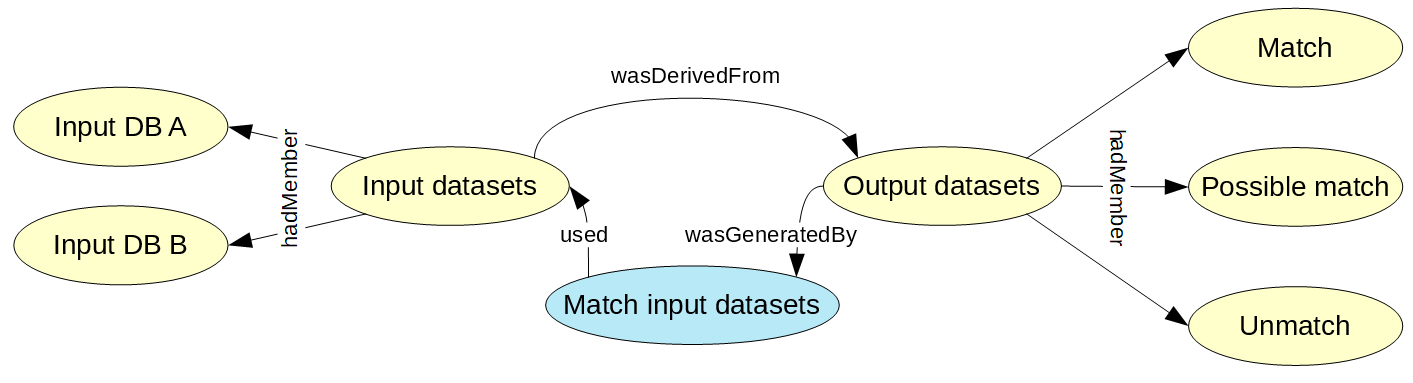 Match
wasDerivedFrom
Input DB A
hadMember
Input datasets
Output datasets
hadMember
Possible match
Input DB B
used
wasGeneratedBy
Match input datasets
Unmatch